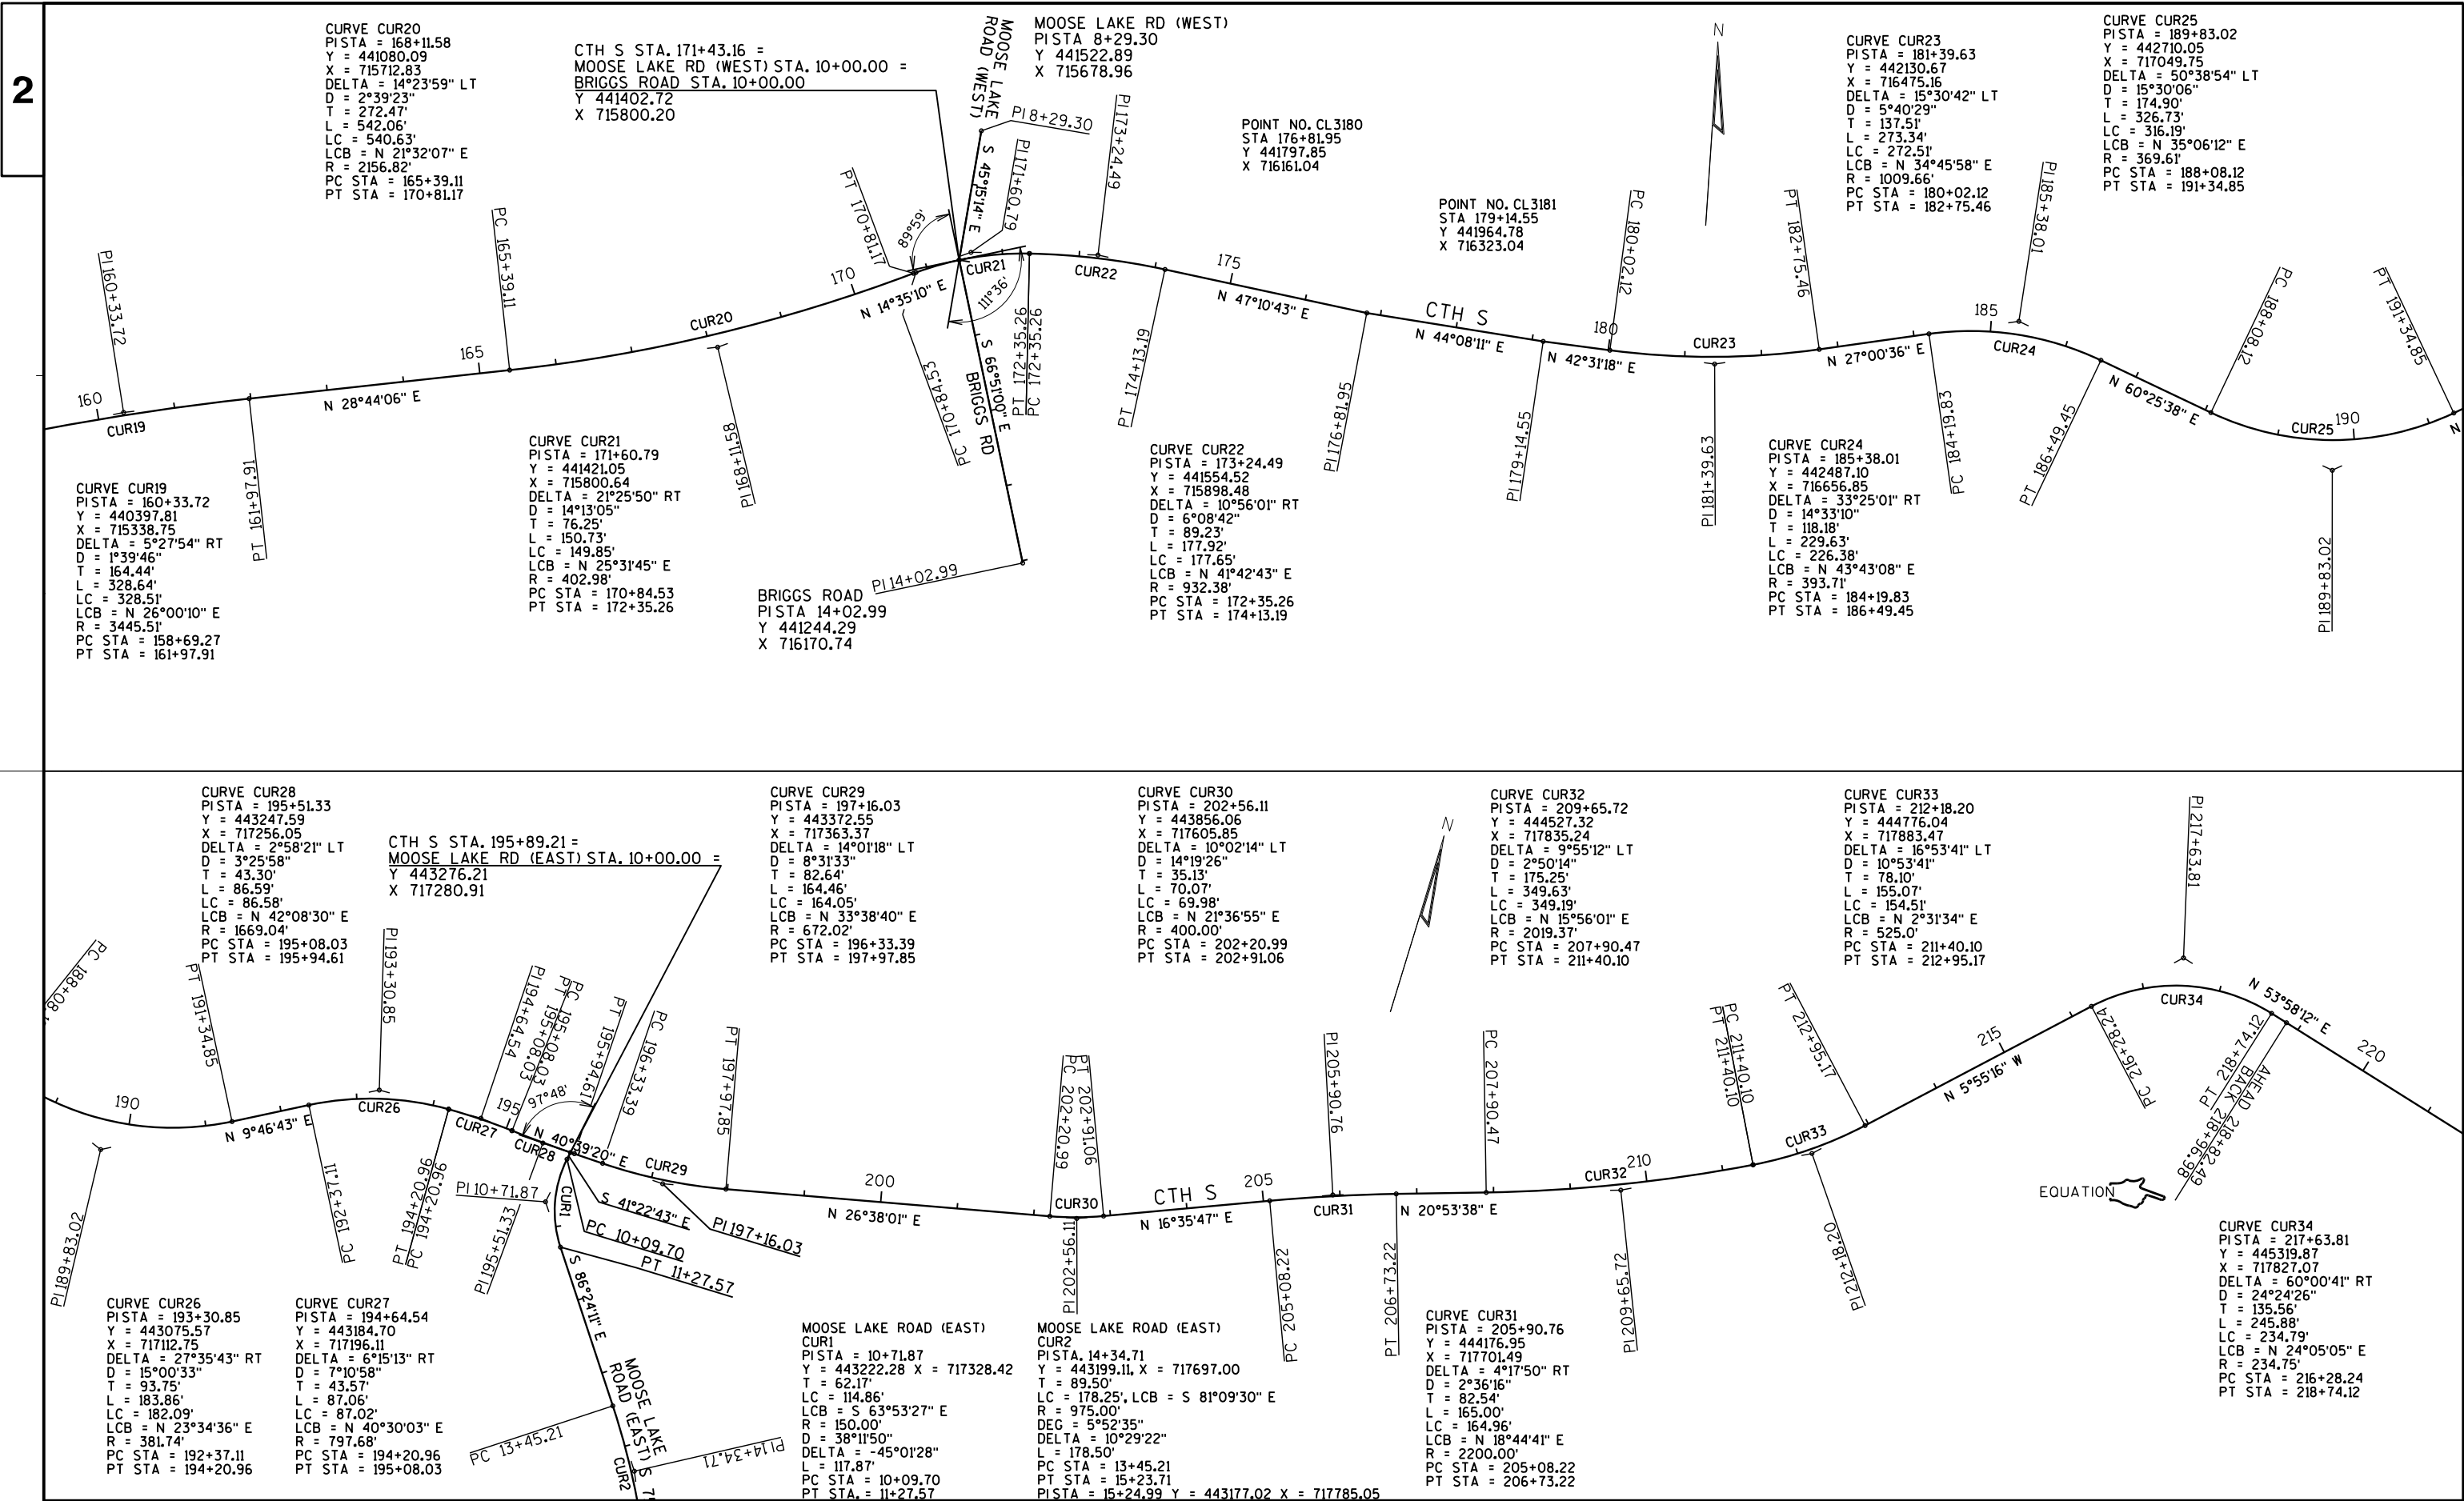 2
CURVE CUR20
PI STA = 168+11.58
Y = 441080.09
X = 715712.83
DELTA = 14°23'59" LT
D = 2°39'23"
T = 272.47'
L = 542.06'
LC = 540.63'
LCB = N 21°32'07" E
R = 2156.82'
PC STA = 165+39.11
PT STA = 170+81.17
CTH S STA. 171+43.16 =
MOOSE LAKE RD (WEST) STA. 10+00.00 =
BRIGGS ROAD STA. 10+00.00
Y 441402.72
X 715800.20
MOOSE LAKE
ROAD (WEST)
MOOSE LAKE RD (WEST)
PI STA 8+29.30
Y 441522.89
X 715678.96
POINT NO. CL3180
STA 176+81.95
Y 441797.85
X 716161.04
POINT NO. CL3181
STA 179+14.55
Y 441964.78
X 716323.04
N
CURVE CUR23
PI STA = 181+39.63
Y = 442130.67
X = 716475.16
DELTA = 15°30'42" LT
D = 5°40'29"
T = 137.51'
L = 273.34'
LC = 272.51'
LCB = N 34°45'58" E
R = 1009.66'
PC STA = 180+02.12
PT STA = 182+75.46
CURVE CUR25
PI STA = 189+83.02
Y = 442710.05
X = 717049.75
DELTA = 50°38'54" LT
D = 15°30'06"
T = 174.90'
L = 326.73'
LC = 316.19'
LCB = N 35°06'12" E
R = 369.61'
PC STA = 188+08.12
PT STA = 191+34.85
PI 160+33.72
PC 165+39.11
PT 170+81.17
89°59'
S 45°15'14" E
PI 8+29.30
PI 171+60.79
PI 173+24.49
PC 180+02.12
PT 182+75.46
PI 185+38.01
PC 188+08.12
PT 191+34.85
160
CUR19
N 28°44'06" E
165
CUR20
170
N 14°35'10" E
CUR21
111°36'
CUR22
175
N 47°10'43" E
CTH S
N 44°08'11" E
N 42°31'18" E
180
CUR23
N 27°00'36" E
185
CUR24
N 60°25'38" E
CUR25
190
N
PT 161+97.91
PI 168+11.58
PC 170+84.53
S 66°51'00" E
BRIGGS RD
PT 172+35.26
PC 172+35.26
PT 174+13.19
PI 176+81.95
PI 179+14.55
PI 181+39.63
PC 184+19.83
PT 186+49.45
PI 189+83.02
PI 14+02.99
CURVE CUR19
PI STA = 160+33.72
Y = 440397.81
X = 715338.75
DELTA = 5°27'54" RT
D = 1°39'46"
T = 164.44'
L = 328.64'
LC = 328.51'
LCB = N 26°00'10" E
R = 3445.51'
PC STA = 158+69.27
PT STA = 161+97.91
CURVE CUR21
PI STA = 171+60.79
Y = 441421.05
X = 715800.64
DELTA = 21°25'50" RT
D = 14°13'05"
T = 76.25'
L = 150.73'
LC = 149.85'
LCB = N 25°31'45" E
R = 402.98'
PC STA = 170+84.53
PT STA = 172+35.26
BRIGGS ROAD
PI STA 14+02.99
Y 441244.29
X 716170.74
CURVE CUR22
PI STA = 173+24.49
Y = 441554.52
X = 715898.48
DELTA = 10°56'01" RT
D = 6°08'42"
T = 89.23'
L = 177.92'
LC = 177.65'
LCB = N 41°42'43" E
R = 932.38'
PC STA = 172+35.26
PT STA = 174+13.19
CURVE CUR24
PI STA = 185+38.01
Y = 442487.10
X = 716656.85
DELTA = 33°25'01" RT
D = 14°33'10"
T = 118.18'
L = 229.63'
LC = 226.38'
LCB = N 43°43'08" E
R = 393.71'
PC STA = 184+19.83
PT STA = 186+49.45
CURVE CUR28
PI STA = 195+51.33
Y = 443247.59
X = 717256.05
DELTA = 2°58'21" LT
D = 3°25'58"
T = 43.30'
L = 86.59'
LC = 86.58'
LCB = N 42°08'30" E
R = 1669.04'
PC STA = 195+08.03
PT STA = 195+94.61
CTH S STA. 195+89.21 =
MOOSE LAKE RD (EAST) STA. 10+00.00 =
Y 443276.21
X 717280.91
CURVE CUR29
PI STA = 197+16.03
Y = 443372.55
X = 717363.37
DELTA = 14°01'18" LT
D = 8°31'33"
T = 82.64'
L = 164.46'
LC = 164.05'
LCB = N 33°38'40" E
R = 672.02'
PC STA = 196+33.39
PT STA = 197+97.85
CURVE CUR30
PI STA = 202+56.11
Y = 443856.06
X = 717605.85
DELTA = 10°02'14" LT
D = 14°19'26"
T = 35.13'
L = 70.07'
LC = 69.98'
LCB = N 21°36'55" E
R = 400.00'
PC STA = 202+20.99
PT STA = 202+91.06
N
CURVE CUR32
PI STA = 209+65.72
Y = 444527.32
X = 717835.24
DELTA = 9°55'12" LT
D = 2°50'14"
T = 175.25'
L = 349.63'
LC = 349.19'
LCB = N 15°56'01" E
R = 2019.37'
PC STA = 207+90.47
PT STA = 211+40.10
CURVE CUR33
PI STA = 212+18.20
Y = 444776.04
X = 717883.47
DELTA = 16°53'41" LT
D = 10°53'41"
T = 78.10'
L = 155.07'
LC = 154.51'
LCB = N 2°31'34" E
R = 525.0'
PC STA = 211+40.10
PT STA = 212+95.17
PC 188+08.1
PT 191+34.85
PI 193+30.85
PI 194+64.54
PT 195+08.03
PC 195+08.03
PT 195+94.61
PC 196+33.39
PT 197+97.85
PC 202+20.99
PT 202+91.06
PI 205+90.76
PC 207+90.47
PT 211+40.10
PC 211+40.10
PT 212+95.17
PI 217+63.81
190
N 9°46'43" E
CUR26
CUR27
195
97°48'
CUR28
N 40°39'20" E
CUR29
200
N 26°38'01" E
CUR30
CTH S
N 16°35'47" E
205
CUR31
N 20°53'38" E
CUR32
210
CUR33
215
N 5°55'16" W
CUR34
N 53°58'12" E
220
PI 189+83.02
PC 192+37.11
PT 194+20.96
PC 194+20.96
PI 10+71.87
PI 195+51.33
CUR1
S 41°22'43" E
PC 10+09.70
PT 11+27.57
PI 197+16.03
S 86°24'11" E
PI 202+56.11
PC 205+08.22
PT 206+73.22
PI 209+65.72
PI 212+18.20
PC 216+28.24
PT 218+74.12
BACK 218+96.98
AHEAD 218+82.49
EQUATION
CURVE CUR26
PI STA = 193+30.85
Y = 443075.57
X = 717112.75
DELTA = 27°35'43" RT
D = 15°00'33"
T = 93.75'
L = 183.86'
LC = 182.09'
LCB = N 23°34'36" E
R = 381.74'
PC STA = 192+37.11
PT STA = 194+20.96
CURVE CUR27
PI STA = 194+64.54
Y = 443184.70
X = 717196.11
DELTA = 6°15'13" RT
D = 7°10'58"
T = 43.57'
L = 87.06'
LC = 87.02'
LCB = N 40°30'03" E
R = 797.68'
PC STA = 194+20.96
PT STA = 195+08.03
PC 13+45.21
MOOSE LAKE
ROAD (EAST)
CUR2
PI 14+34.71
MOOSE LAKE ROAD (EAST)
CUR1
PI STA = 10+71.87
Y = 443222.28 X = 717328.42
T = 62.17'
LC = 114.86'
LCB = S 63°53'27" E
R = 150.00'
D = 38°11'50"
DELTA = -45°01'28"
L = 117.87'
PC STA = 10+09.70
PT STA. = 11+27.57
MOOSE LAKE ROAD (EAST)
CUR2
PI STA. 14+34.71
Y = 443199.11, X = 717697.00
T = 89.50'
LC = 178.25', LCB = S 81°09'30" E
R = 975.00'
DEG = 5°52'35"
DELTA = 10°29'22"
L = 178.50'
PC STA = 13+45.21
PT STA = 15+23.71
PI STA = 15+24.99 Y = 443177.02 X = 717785.05
CURVE CUR31
PI STA = 205+90.76
Y = 444176.95
X = 717701.49
DELTA = 4°17'50" RT
D = 2°36'16"
T = 82.54'
L = 165.00'
LC = 164.96'
LCB = N 18°44'41" E
R = 2200.00'
PC STA = 205+08.22
PT STA = 206+73.22
CURVE CUR34
PI STA = 217+63.81
Y = 445319.87
X = 717827.07
DELTA = 60°00'41" RT
D = 24°24'26"
T = 135.56'
L = 245.88'
LC = 234.79'
LCB = N 24°05'05" E
R = 234.75'
PC STA = 216+28.24
PT STA = 218+74.12